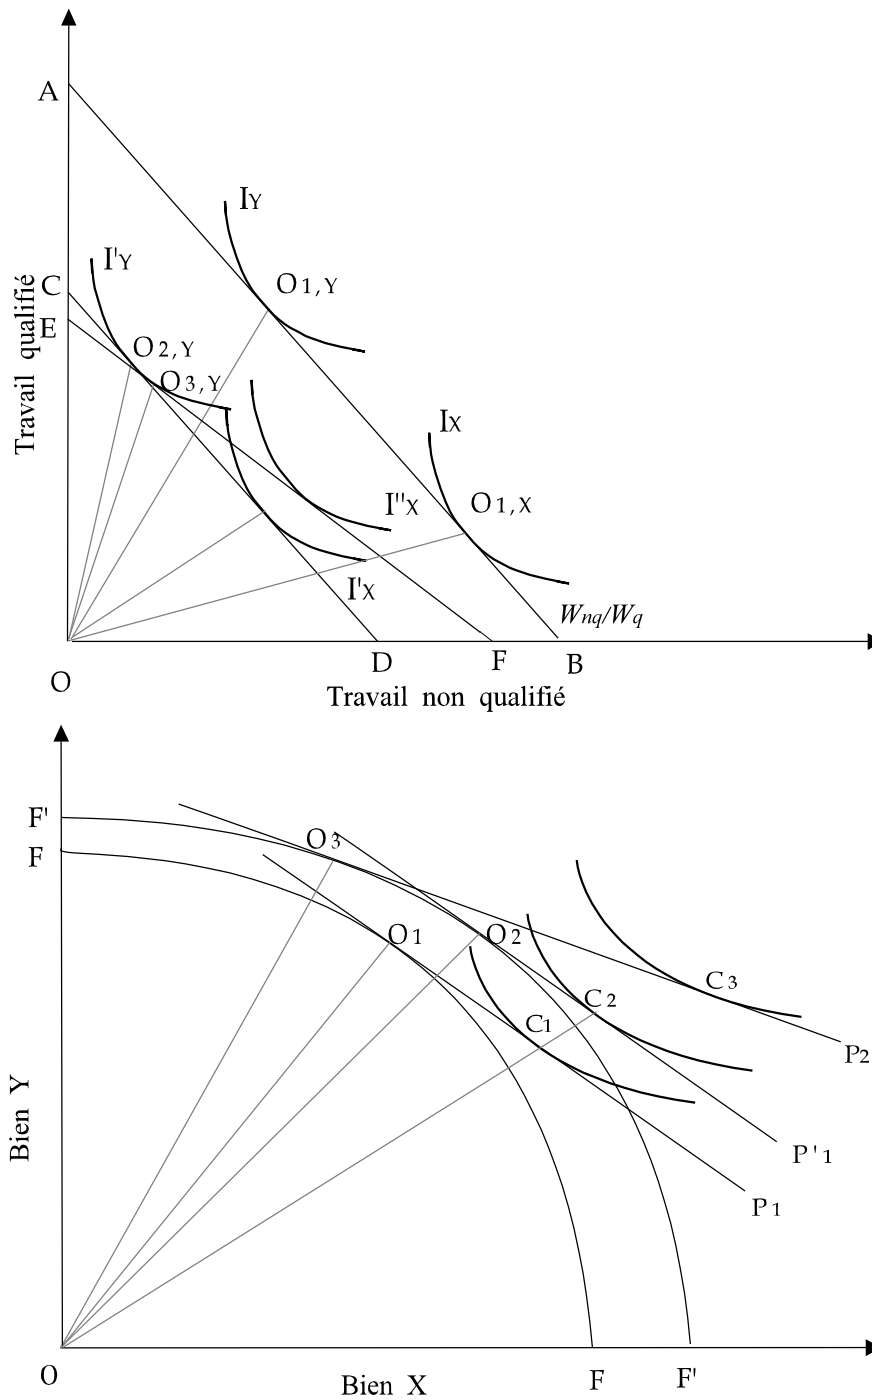 A
IY
I'Y
O1,Y
C
E
O2,Y
O3,Y
Travail qualifié
IX
I''X
O1,X
I'X
Wnq/Wq
D
F
B
O
Travail non qualifié
F'
O3
F
O1
O2
C3
C2
C1
P2
Bien Y
P'1
P1
O
F
F'
Bien X